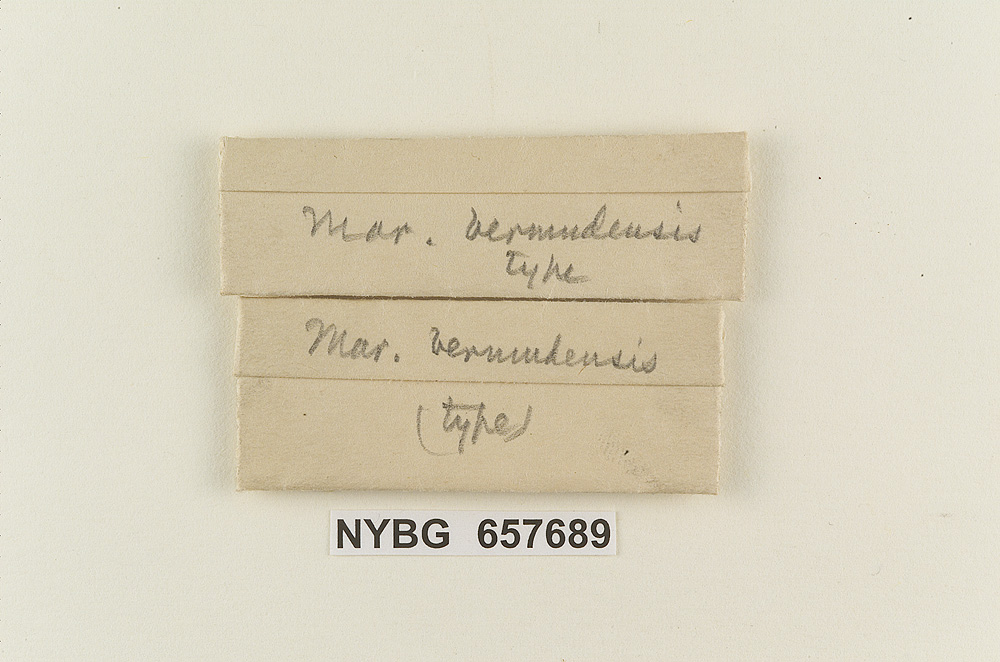 Mar. bermudensis
type
Mar. bermudensis
(type)
NYBG 657689